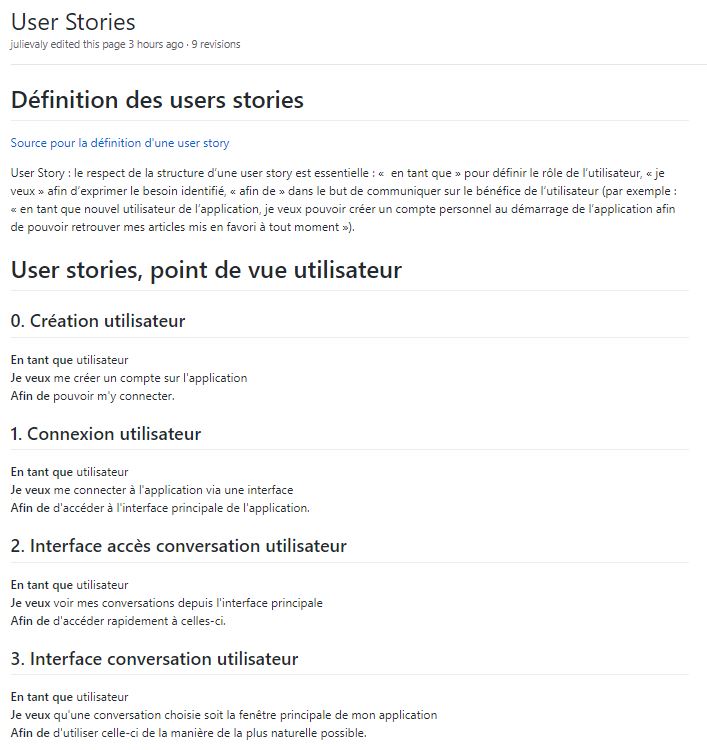 User Stories
julievaly edited this page 3 hours ago · 9 revisions
Définition des users stories
Source pour la définition d'une user story
User Story : le respect de la structure d’une user story est essentielle : «  en tant que » pour définir le rôle de l’utilisateur, « je
veux » afin d’exprimer le besoin identifié, « afin de » dans le but de communiquer sur le bénéfice de l’utilisateur (par exemple :
« en tant que nouvel utilisateur de l’application, je veux pouvoir créer un compte personnel au démarrage de l’application afin
de pouvoir retrouver mes articles mis en favori à tout moment »).
User stories, point de vue utilisateur
0. Création utilisateur
En tant que utilisateur
Je veux me créer un compte sur l'application
Afin de pouvoir m'y connecter.
1. Connexion utilisateur
En tant que utilisateur
Je veux me connecter à l'application via une interface
Afin de d'accéder à l'interface principale de l'application.
2. Interface accès conversation utilisateur
En tant que utilisateur
Je veux voir mes conversations depuis l'interface principale
Afin de d'accéder rapidement à celles-ci.
3. Interface conversation utilisateur
En tant que utilisateur
Je veux qu'une conversation choisie soit la fenêtre principale de mon application
Afin de d'utiliser celle-ci de la manière de la plus naturelle possible.